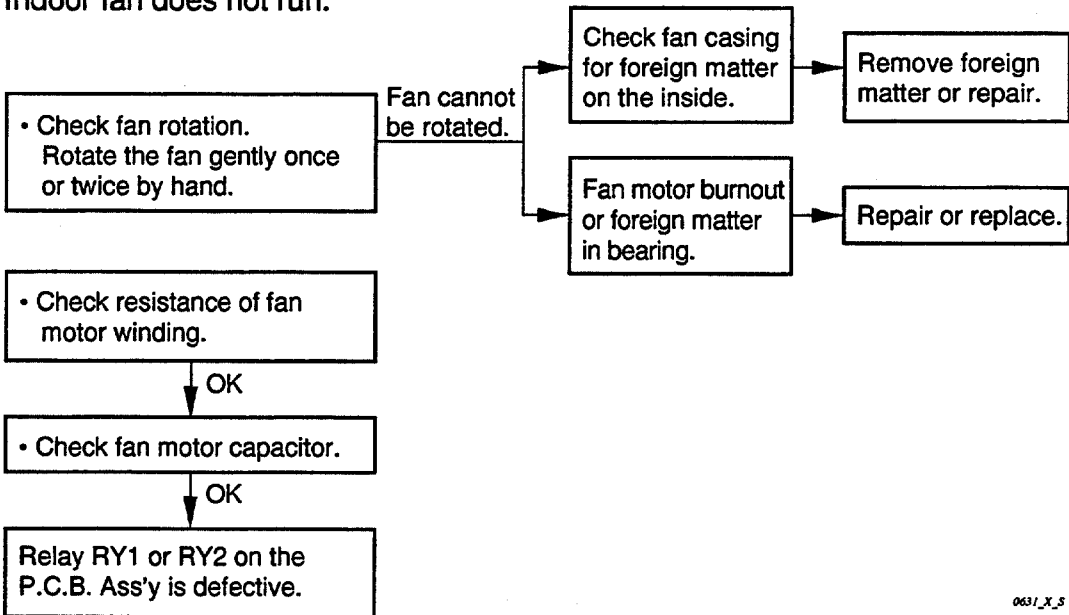 Indoor fan does not run.
• Check fan rotation.
Rotate the fan gently once
or twice by hand.
Fan cannot
be rotated.
Check fan casing
for foreign matter
on the inside.
Remove foreign
matter or repair.
Fan motor burnout
or foreign matter
in bearing.
Repair or replace.
• Check resistance of fan
motor winding.
OK
• Check fan motor capacitor.
OK
Relay RY1 or RY2 on the
P.C.B. Ass'y is defective.
0631_X_S